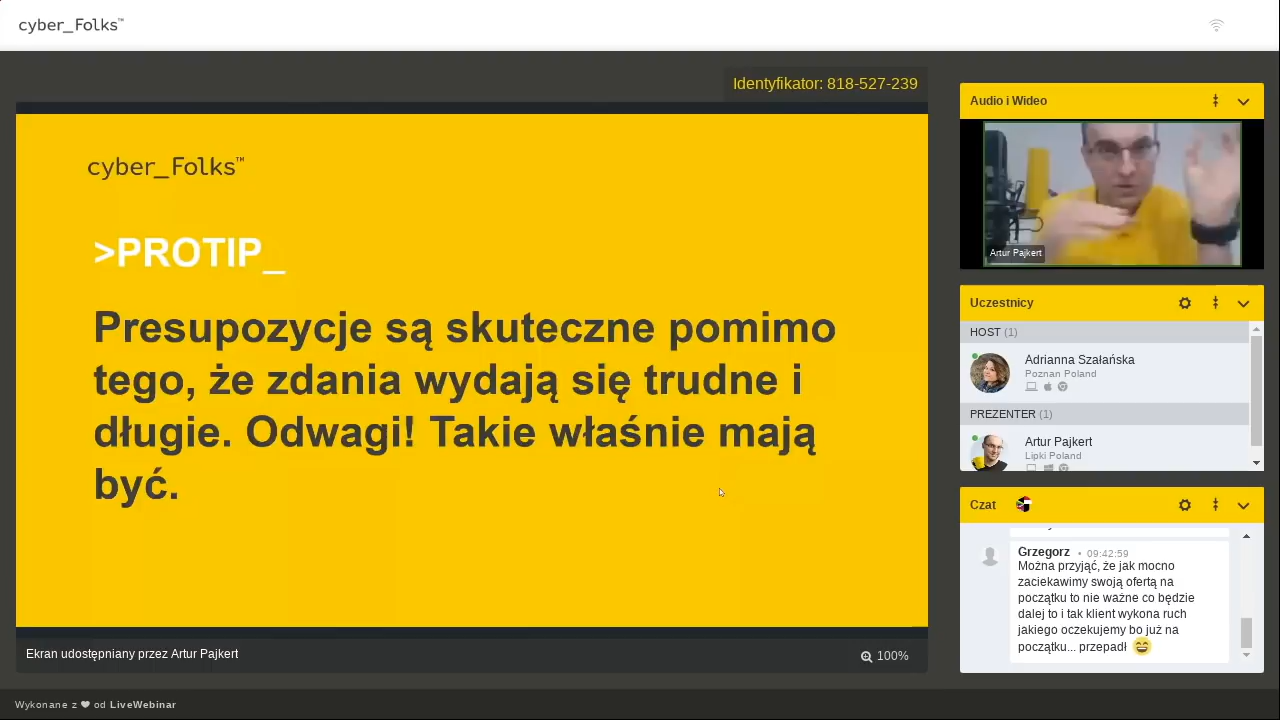 cyber_Folks™
Identyfikator: 818-527-239
cyber_Folks™
>PROTIP_
Presupozycje są skuteczne pomimo
tego, że zdania wydają się trudne i
długie. Odwagi! Takie właśnie mają
być.
Ekran udostępniany przez Artur Pajkert
100%
Audio i Wideo
Artur Pajkert
Uczestnicy
HOST (1)
Adrianna Szałańska
Poznan Poland
PREZENTER (1)
Artur Pajkert
Lipki Poland
Czat
Grzegorz • 09:42:59
Można przyjąć, że jak mocno
zaciekawimy swoją ofertą na
początku to nie ważne co będzie
dalej to i tak klient wykona ruch
jakiego oczekujemy bo już na
początku... przepadł 😄
Wykonane z ❤ od LiveWebinar